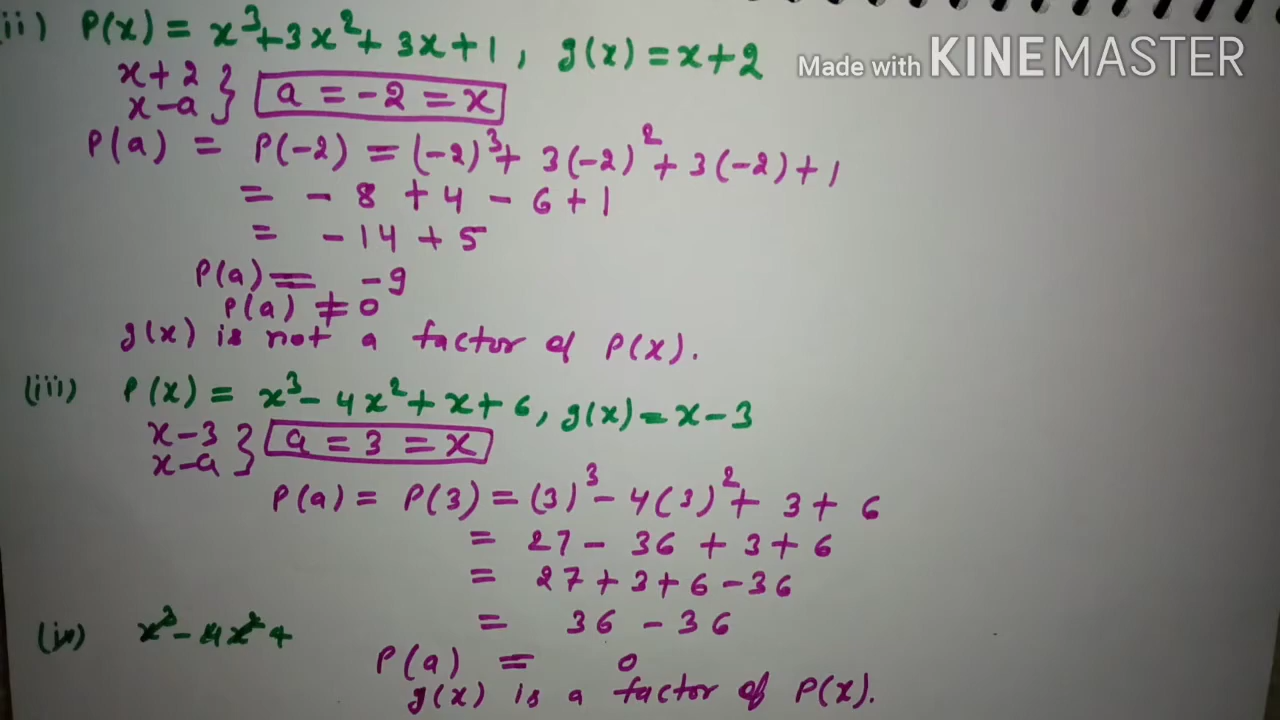 (ii) P(x) = x³+3x²+3x+1, g(x)=x+2
Made with KINEMASTER
x+2
x-a } a = -2 = x
P(a) = P(-2) = (-2)³+ 3(-2)²+3(-2)+1
= - 8 + 4 - 6 + 1
= -14 + 5
P(a) = -9
P(a) ≠ 0
g(x) is not a factor of P(x).
(iii) P(x) = x³- 4x²+x+6, g(x)=x-3
x-3
x-a } a = 3 = x
P(a) = P(3) = (3)³- 4(3)²+ 3+ 6
= 27 - 36 + 3+ 6
= 27+3+6-36
= 36 -36
(iv) x³- 4x²+
P(a) = 0
g(x) is a factor of P(x).